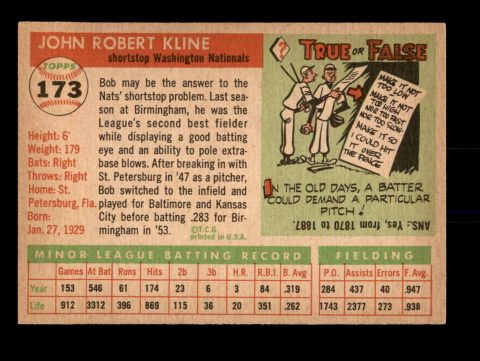 JOHN ROBERT KLINE
shortstop Washington Nationals
TOPPS
173
Height: 6'
Weight: 179
Bats: Right
Throws: Right
Home: St.
Petersburg, Fla.
Born:
Jan. 27, 1929
Bob may be the answer to the
Nats' shortstop problem. Last sea-
son at Birmingham, he was the
League's second best fielder
while displaying a good batting
eye and an ability to pole extra-
base blows. After breaking in with
St. Petersburg in '47 as a pitcher,
Bob switched to the infield and
played for Baltimore and Kansas
City before batting .283 for Bir-
mingham in '53.
©T.C.G.
printed in U.S.A.
?
TRUE OR FALSE
MAKE IT NOT
TOO LOW
MAKE IT NOT
TO HIGH
NOR TOO FAST
NOR TOO SLOW
MAKE IT SO
I COULD HIT
IT OVER
THE FENCE
IN THE OLD DAYS, A BATTER
COULD DEMAND A PARTICULAR
PITCH!
ANS.: Yes, from 1870 to
1887.
MINOR LEAGUE BATTING RECORD FIELDING
Games At Bat Runs Hits 2b 3b H.R. R.B.I. B. Avg P.O. Assists Errors F. Avg.
Year 153 546 61 174 23 6 3 84 .319 284 437 40 .947
Life 912 3312 396 869 115 36 20 351 .262 1743 2377 273 .938